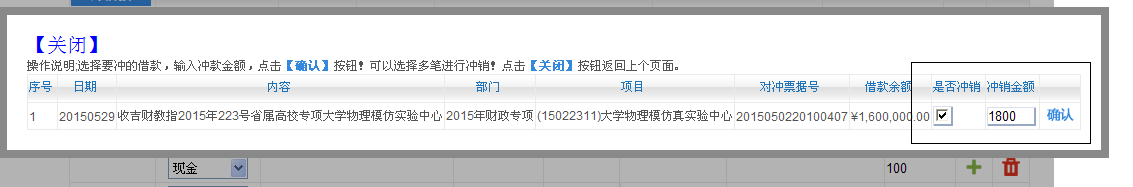 【关闭】
操作说明;选择要冲的借款，输入冲款金额，点击【确认】按钮！可以选择多笔进行冲销！点击【关闭】按钮返回上个页面。
序号 日期 内容 部门 项目 对冲票据号 借款余额 是否冲销 冲销金额
1 20150529 收吉财教指2015年223号省属高校专项大学物理模仿实验中心 2015年财政专项 (15022311)大学物理模仿真实验中心 2015050220100407 ¥1,600,000.00 1800 确认
现金 100